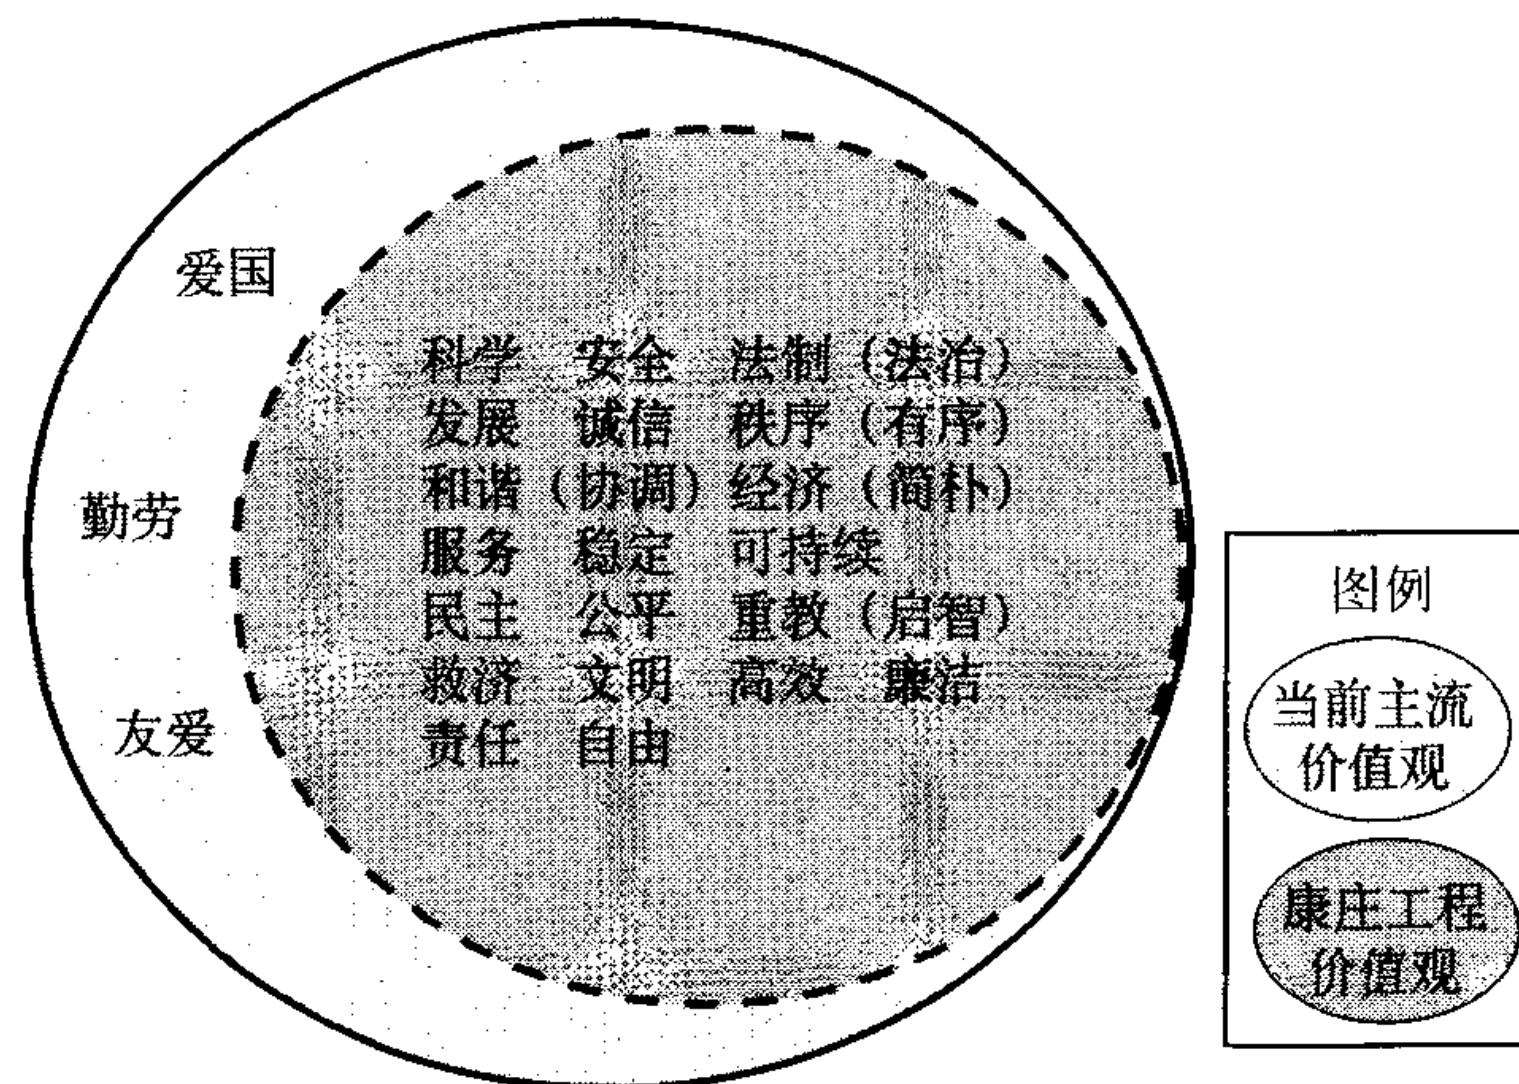 爱国
勤劳
友爱
科学 安全 法制（法治）
发展 诚信 秩序（有序）
和谐（协调）经济（简朴）
服务 稳定 可持续
民主 公平 重教（启智）
救济 文明 高效 廉洁
责任 自由
图例
当前主流
价值观
康庄工程
价值观